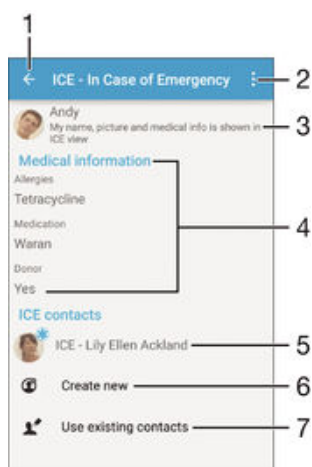 1
ICE - In Case of Emergency
2
Andy
My name, picture and medical info is shown in
ICE view
3
Medical information
Allergies
Tetracycline
Medication
Waran
4
Donor
Yes
ICE contacts
ICE - Lily Ellen Ackland
5
Create new
6
Use existing contacts
7